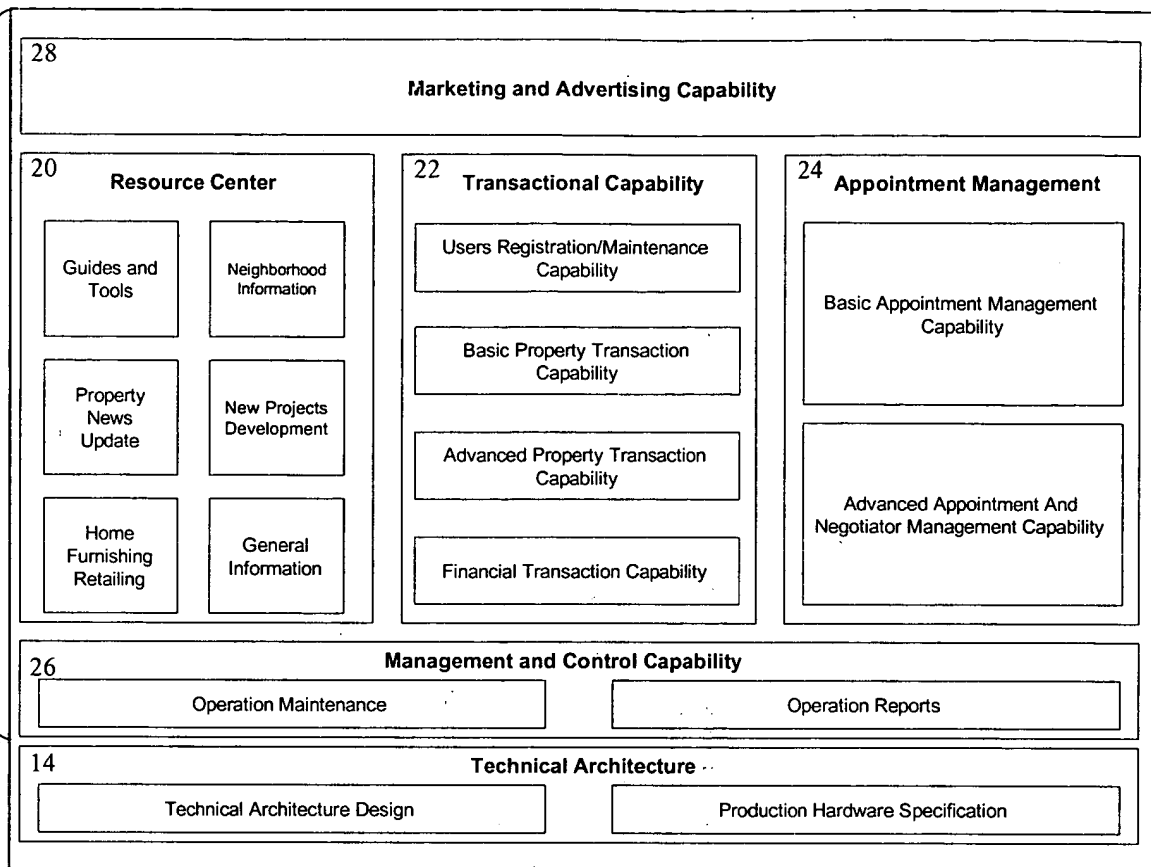 28
Marketing and Advertising Capability
20
Resource Center
Guides and
Tools
Neighborhood
Information
Property
News
Update
New Projects
Development
Home
Furnishing
Retailing
General
Information
22
Transactional Capability
Users Registration/Maintenance
Capability
Basic Property Transaction
Capability
Advanced Property Transaction
Capability
Financial Transaction Capability
24
Appointment Management
Basic Appointment Management
Capability
Advanced Appointment And
Negotiator Management Capability
26
Management and Control Capability
Operation Maintenance
Operation Reports
14
Technical Architecture
Technical Architecture Design
Production Hardware Specification